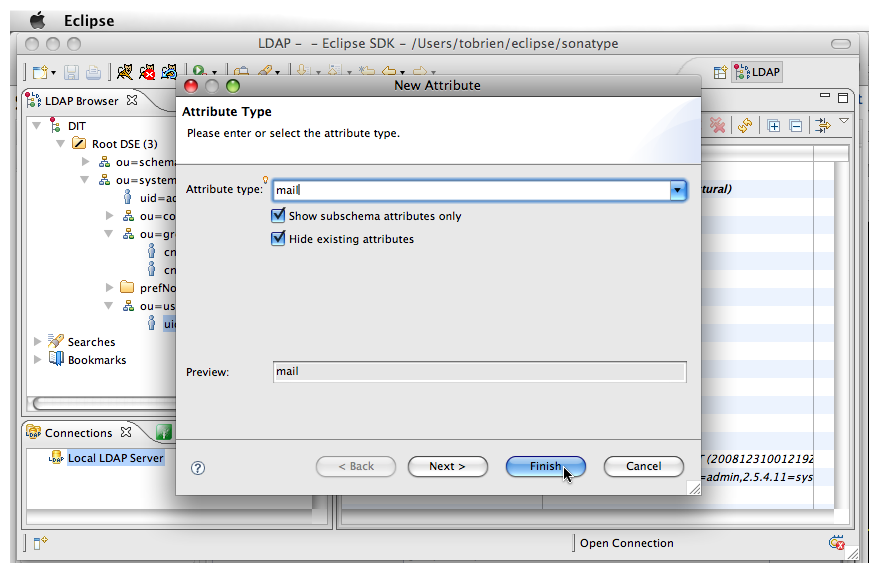 Eclipse
LDAP - - Eclipse SDK - /Users/tobrien/eclipse/sonatype
LDAP
LDAP Browser
DIT
Root DSE (3)
ou=schem
ou=system
uid=ad
ou=co
ou=gr
cn
cn
prefNo
ou=us
uid
Searches
Bookmarks
Connections
Local LDAP Server
New Attribute
Attribute Type
Please enter or select the attribute type.
Attribute type:
mail
Show subschema attributes only
Hide existing attributes
Preview:
mail
< Back
Next >
Finish
Cancel
tural)
(20081231001219Z
=admin,2.5.4.11=sys
Open Connection